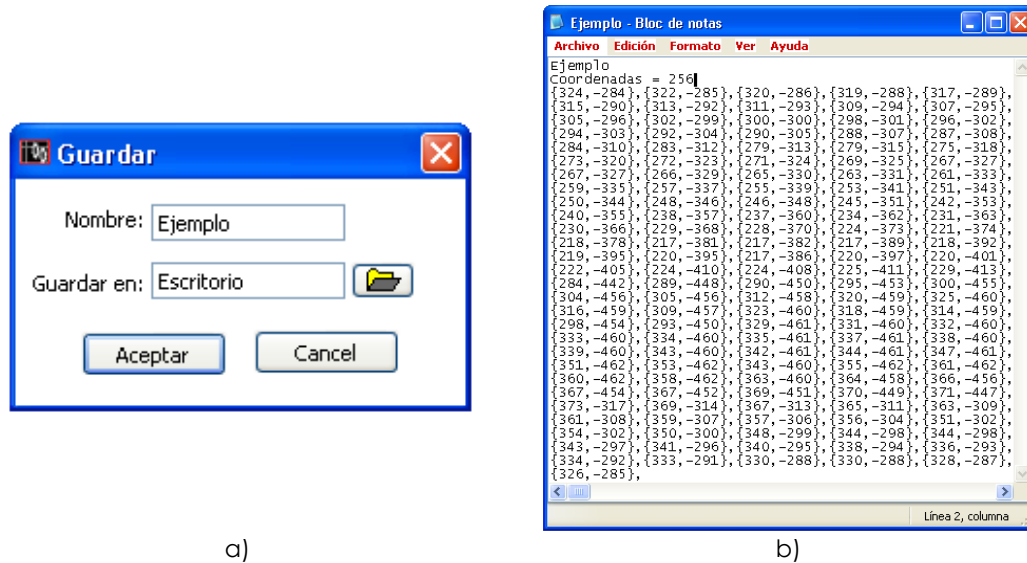 Guardar
Nombre: Ejemplo
Guardar en: Escritorio
Aceptar Cancel
a)
Ejemplo - Bloc de notas
Archivo Edición Formato Ver Ayuda
Ejemplo
Coordenadas = 256
{324,-284},{322,-285},{320,-286},{319,-288},{317,-289},
{315,-290},{313,-292},{311,-293},{309,-294},{307,-295},
{305,-296},{302,-299},{300,-300},{298,-301},{296,-302},
{294,-303},{292,-304},{290,-305},{288,-307},{287,-308},
{284,-310},{283,-312},{279,-313},{279,-315},{275,-318},
{273,-320},{272,-323},{271,-324},{269,-325},{267,-327},
{267,-327},{266,-329},{265,-330},{263,-331},{261,-333},
{259,-335},{257,-337},{255,-339},{253,-341},{251,-343},
{250,-344},{248,-346},{246,-348},{245,-351},{242,-353},
{240,-355},{238,-357},{237,-360},{234,-362},{231,-363},
{230,-366},{229,-368},{228,-370},{224,-373},{221,-374},
{218,-378},{217,-381},{217,-382},{217,-389},{218,-392},
{219,-395},{220,-395},{217,-386},{220,-397},{220,-401},
{222,-405},{224,-410},{224,-408},{225,-411},{229,-413},
{284,-442},{289,-448},{290,-450},{295,-453},{300,-455},
{304,-456},{305,-456},{312,-458},{320,-459},{325,-460},
{316,-459},{309,-457},{323,-460},{318,-459},{314,-459},
{298,-454},{293,-450},{329,-461},{331,-460},{332,-460},
{333,-460},{334,-460},{335,-461},{337,-461},{338,-460},
{339,-460},{343,-460},{342,-461},{344,-461},{347,-461},
{351,-462},{353,-462},{343,-460},{355,-462},{361,-462},
{360,-462},{358,-462},{363,-460},{364,-458},{366,-456},
{367,-454},{367,-452},{369,-451},{370,-449},{371,-447},
{373,-317},{369,-314},{367,-313},{365,-311},{363,-309},
{361,-308},{359,-307},{357,-306},{356,-304},{351,-302},
{354,-302},{350,-300},{348,-299},{344,-298},{344,-298},
{343,-297},{341,-296},{340,-295},{338,-294},{336,-293},
{334,-292},{333,-291},{330,-288},{330,-288},{328,-287},
{326,-285},
Línea 2, columna
b)